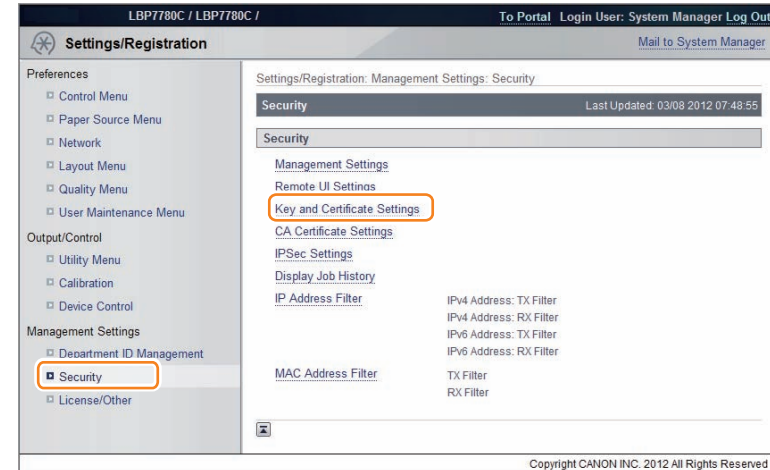 LBP7780C / LBP7780C /
To Portal Login User: System Manager Log Out
Settings/Registration
Mail to System Manager
Preferences
Control Menu
Paper Source Menu
Network
Layout Menu
Quality Menu
User Maintenance Menu
Output/Control
Utility Menu
Calibration
Device Control
Management Settings
Department ID Management
Security
License/Other
Settings/Registration: Management Settings: Security
Security
Last Updated: 03/08 2012 07:48:55
Security
Management Settings
Remote UI Settings
Key and Certificate Settings
CA Certificate Settings
IPSec Settings
Display Job History
IP Address Filter
IPv4 Address: TX Filter
IPv4 Address: RX Filter
IPv6 Address: TX Filter
IPv6 Address: RX Filter
MAC Address Filter
TX Filter
RX Filter
Copyright CANON INC. 2012 All Rights Reserved